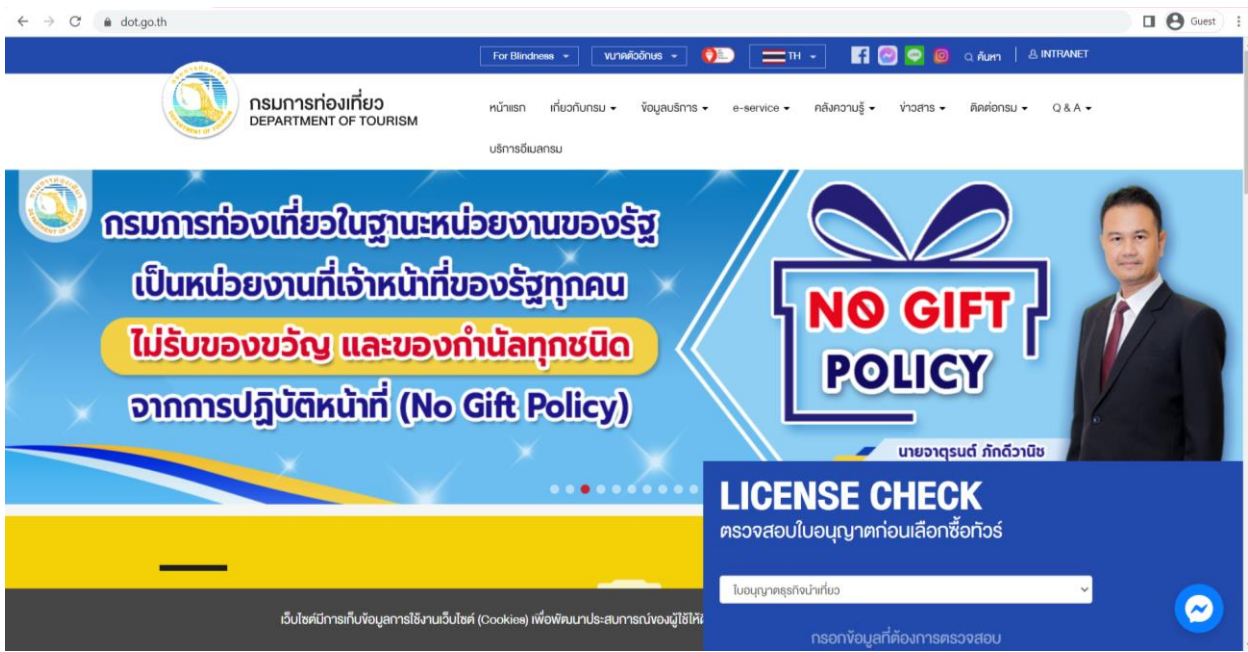 dot.go.th
Guest
For Blindness
ขนาดตัวอักษร
TH
ค้นหา
INTRANET
กรมการท่องเที่ยว
DEPARTMENT OF TOURISM
หน้าแรก เกี่ยวกับกรม ข้อมูลบริการ e-service คลังความรู้ ข่าวสาร ติดต่อกรม Q & A
บริการอีเมลกรม
กรมการท่องเที่ยวในฐานะหน่วยงานของรัฐ
เป็นหน่วยงานที่เจ้าหน้าที่ของรัฐทุกคน
ไม่รับของขวัญ และของกำนัลทุกชนิด
จากการปฏิบัติหน้าที่ (No Gift Policy)
NO GIFT
POLICY
นายจาตุรนต์ ภักดีวานิช
LICENSE CHECK
ตรวจสอบใบอนุญาตก่อนเลือกซื้อทัวร์
ใบอนุญาตธุรกิจนำเที่ยว
กรอกข้อมูลที่ต้องการตรวจสอบ
เว็บไซต์มีการเก็บข้อมูลการใช้งานเว็บไซต์ (Cookies) เพื่อพัฒนาประสบการณ์ของผู้ใช้ให้